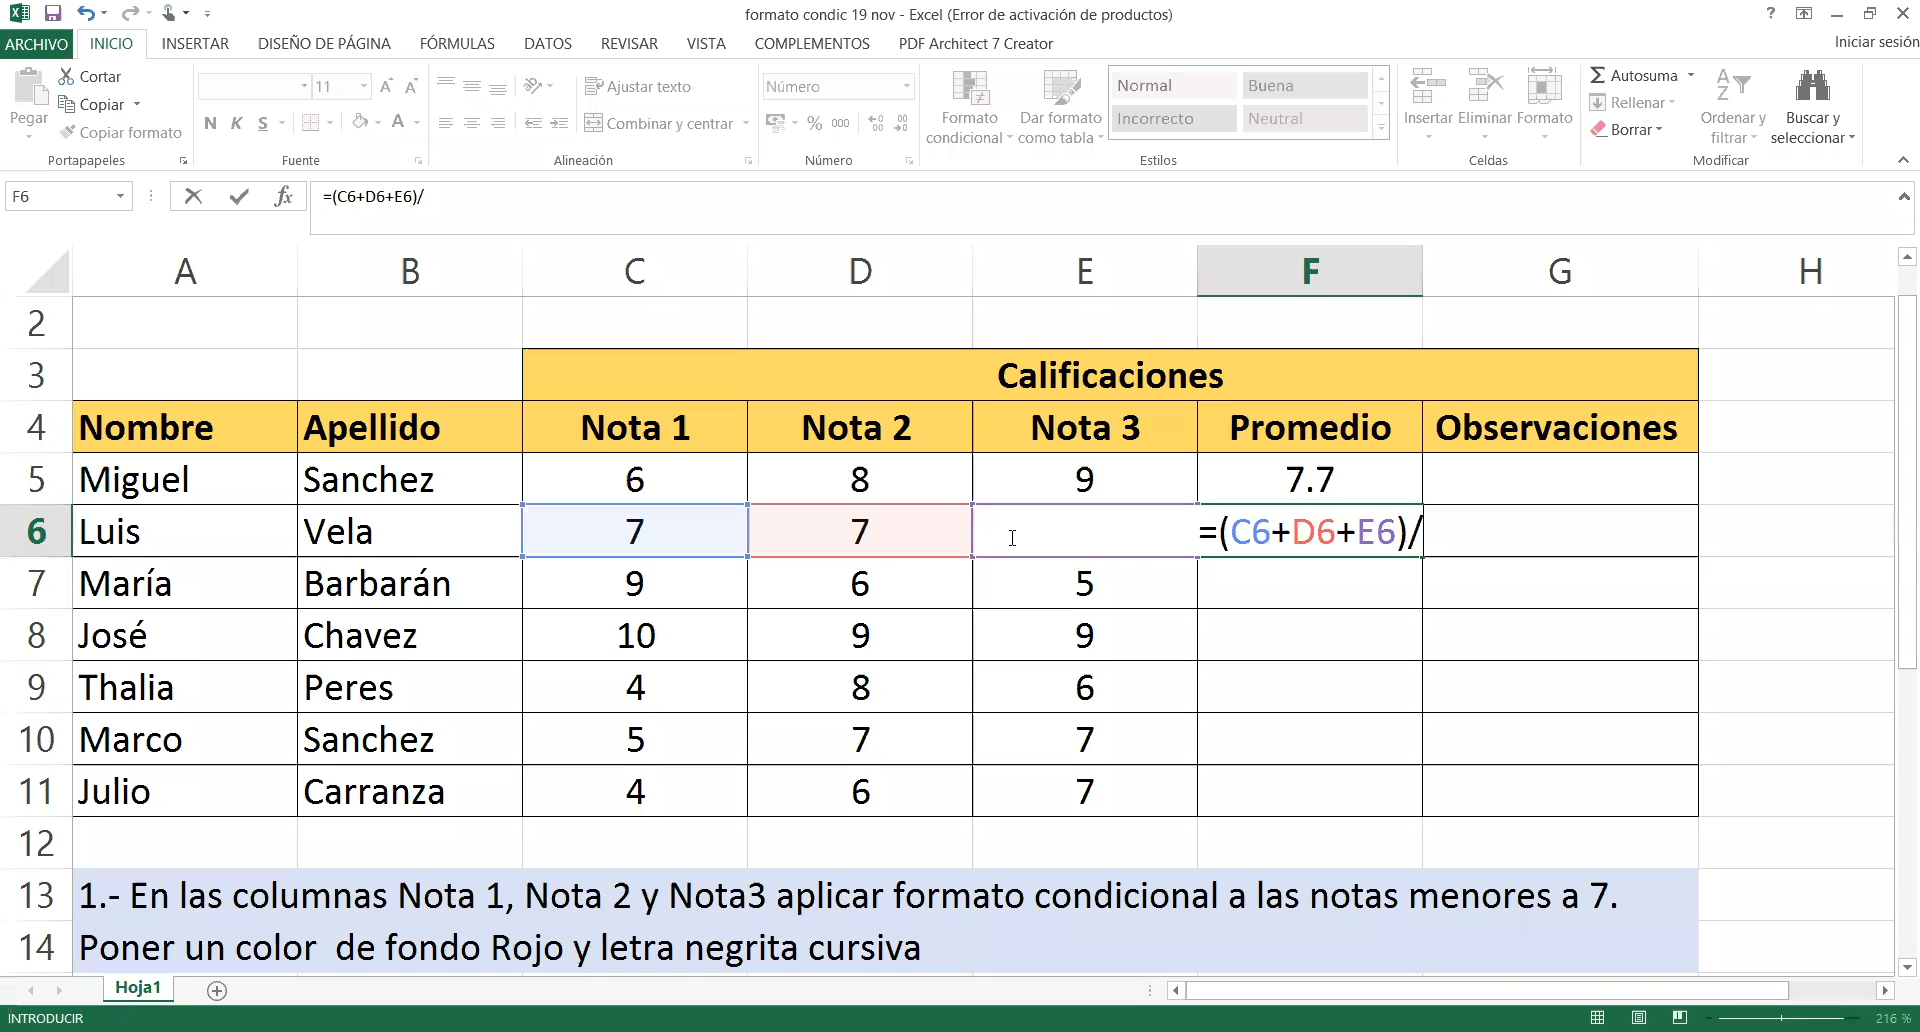 formato condic 19 nov - Excel (Error de activación de productos)
?
ARCHIVO INICIO INSERTAR DISEÑO DE PÁGINA FÓRMULAS DATOS REVISAR VISTA COMPLEMENTOS PDF Architect 7 Creator Iniciar sesión
Pegar
Cortar
Copiar
Copiar formato
Portapapeles
11
N K S
Fuente
Ajustar texto
Combinar y centrar
Alineación
Número
% 000
Número
Formato condicional
Dar formato como tabla
Normal Buena
Incorrecto Neutral
Estilos
Insertar Eliminar Formato
Celdas
Autosuma
Rellenar
Borrar
Ordenar y filtrar
Buscar y seleccionar
Modificar
F6 fx =(C6+D6+E6)/
A B C D E F G H
2
3 Calificaciones
4 Nombre Apellido Nota 1 Nota 2 Nota 3 Promedio Observaciones
5 Miguel Sanchez 6 8 9 7.7
6 Luis Vela 7 7 =(C6+D6+E6)/
7 María Barbarán 9 6 5
8 José Chavez 10 9 9
9 Thalia Peres 4 8 6
10 Marco Sanchez 5 7 7
11 Julio Carranza 4 6 7
12
13 1.- En las columnas Nota 1, Nota 2 y Nota3 aplicar formato condicional a las notas menores a 7.
14 Poner un color de fondo Rojo y letra negrita cursiva
Hoja1
INTRODUCIR 216 %